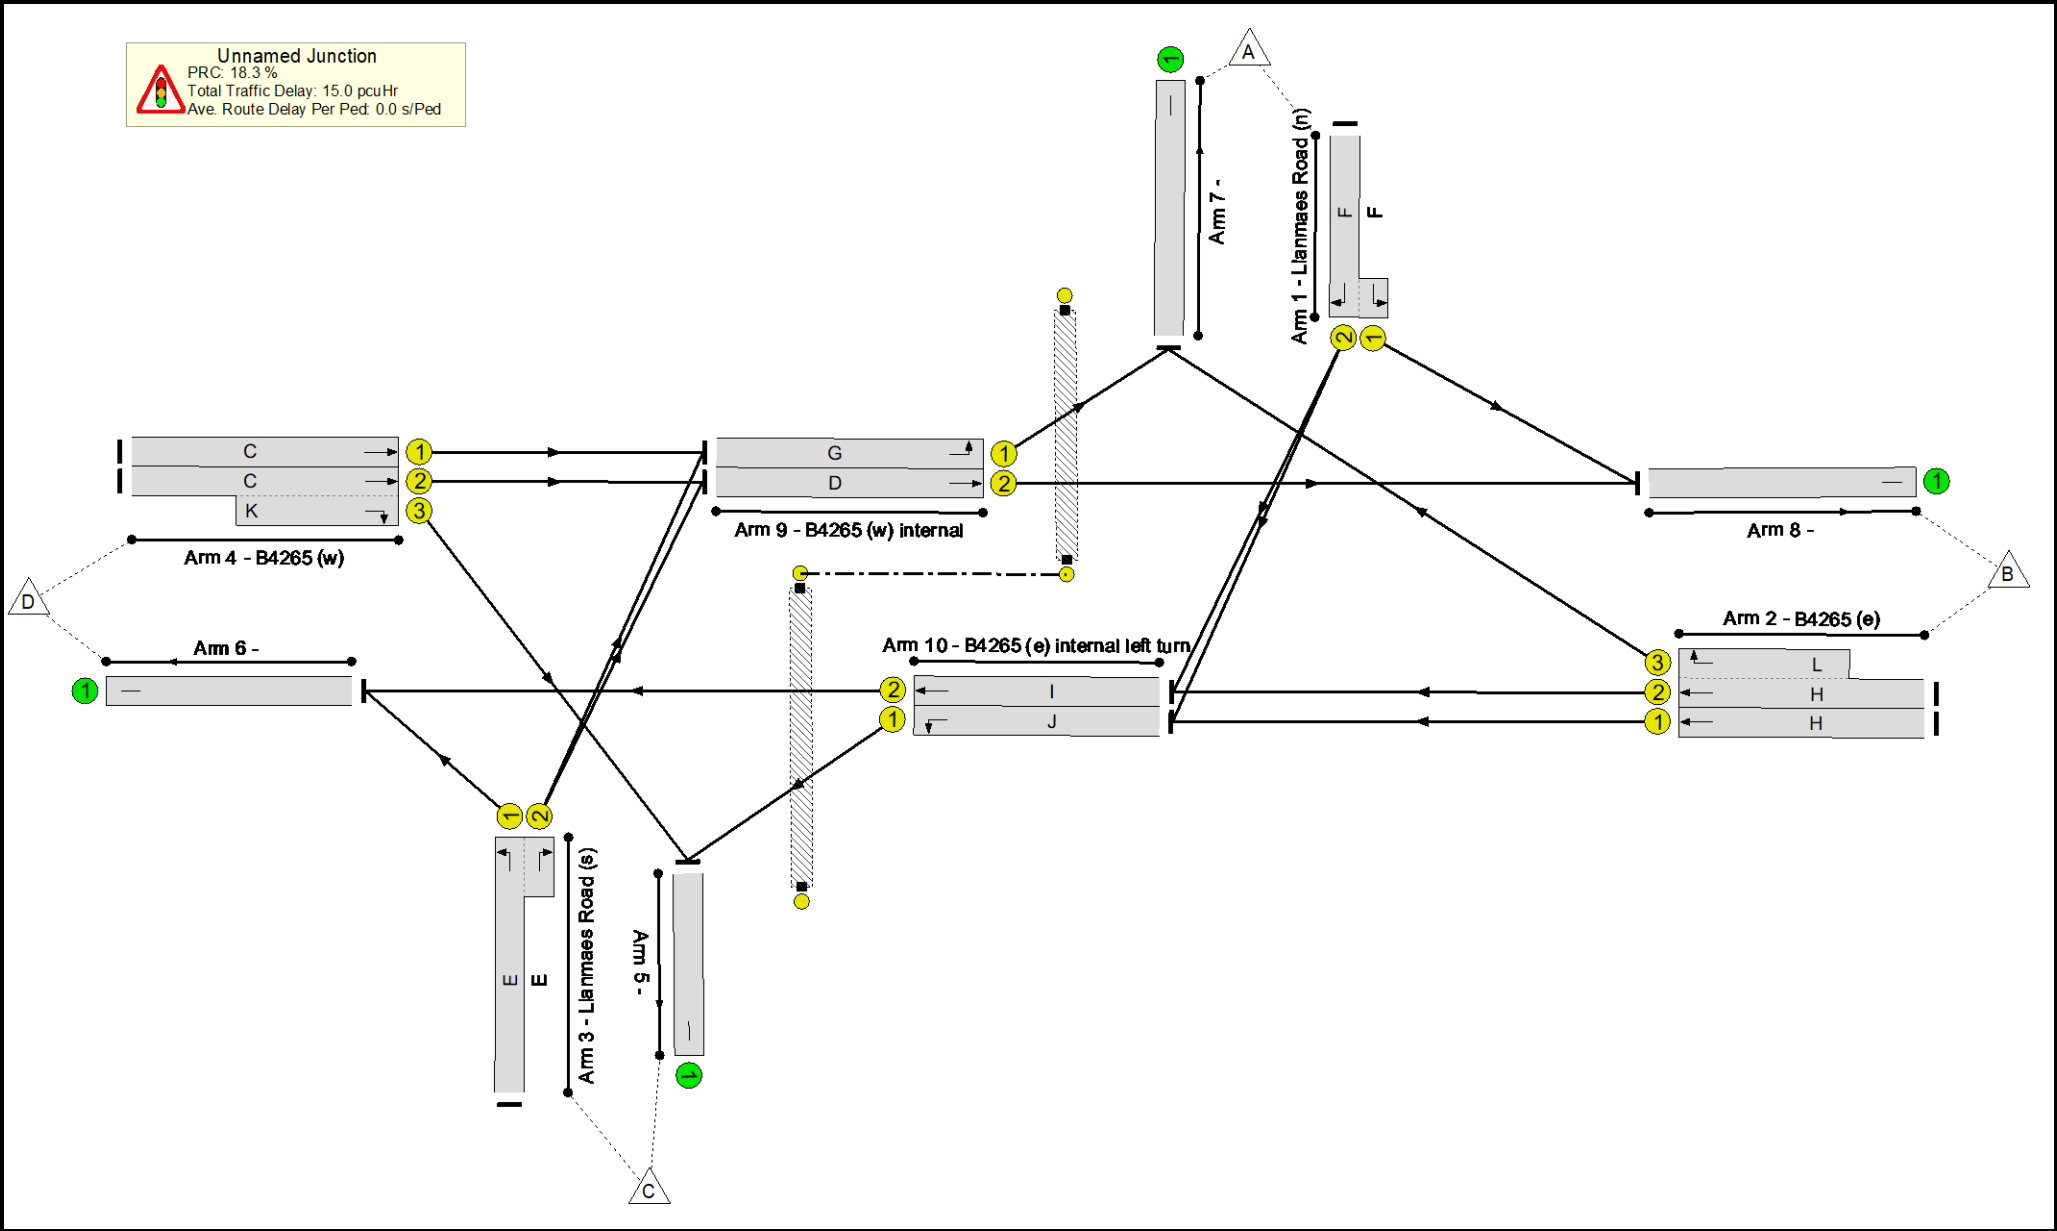 Unnamed Junction
PRC: 18.3 %
Total Traffic Delay: 15.0 pcuHr
Ave. Route Delay Per Ped: 0.0 s/Ped
A
1
Arm 7 -
Arm 1 - Llanmaes Road (n)
F
F
2
1
C
1
C
2
K
3
Arm 4 - B4265 (w)
G
1
D
2
Arm 9 - B4265 (w) internal
1
Arm 8 -
D
B
Arm 6 -
1
Arm 10 - B4265 (e) internal left turn
2
I
1
J
Arm 2 - B4265 (e)
3
L
2
H
1
H
1
2
E
E
Arm 3 - Llanmaes Road (s)
Arm 5 -
1
C